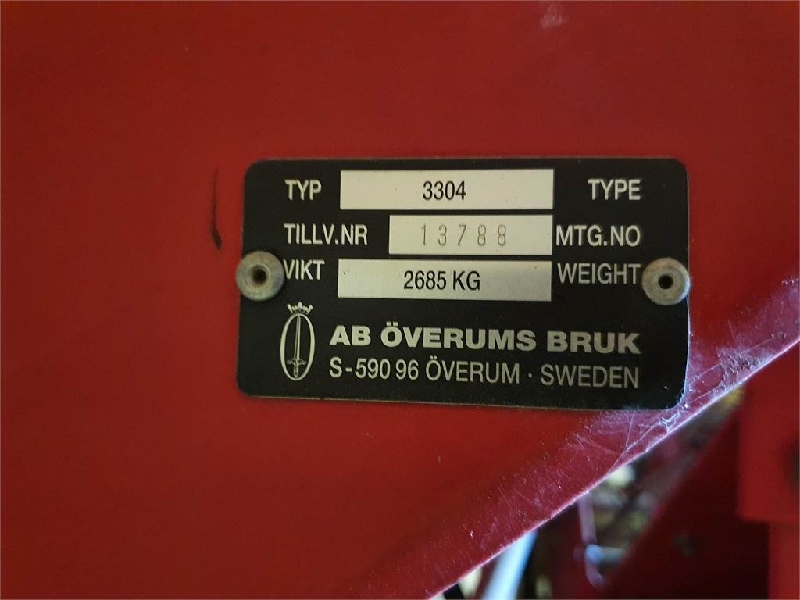 TYP 3304 TYPE
TILLV.NR 13788 MTG.NO
VIKT 2685 KG WEIGHT
AB ÖVERUMS BRUK
S-590 96 ÖVERUM · SWEDEN